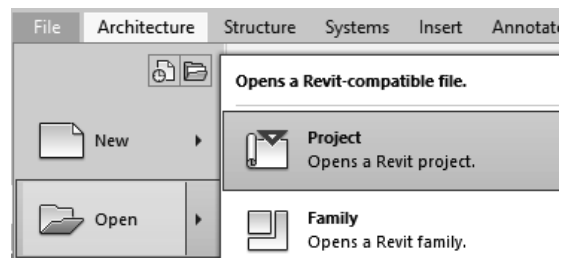 File Architecture Structure Systems Insert
Opens a Revit-compatible file.
New
Project
Opens a Revit project.
Open
Family
Opens a Revit family.